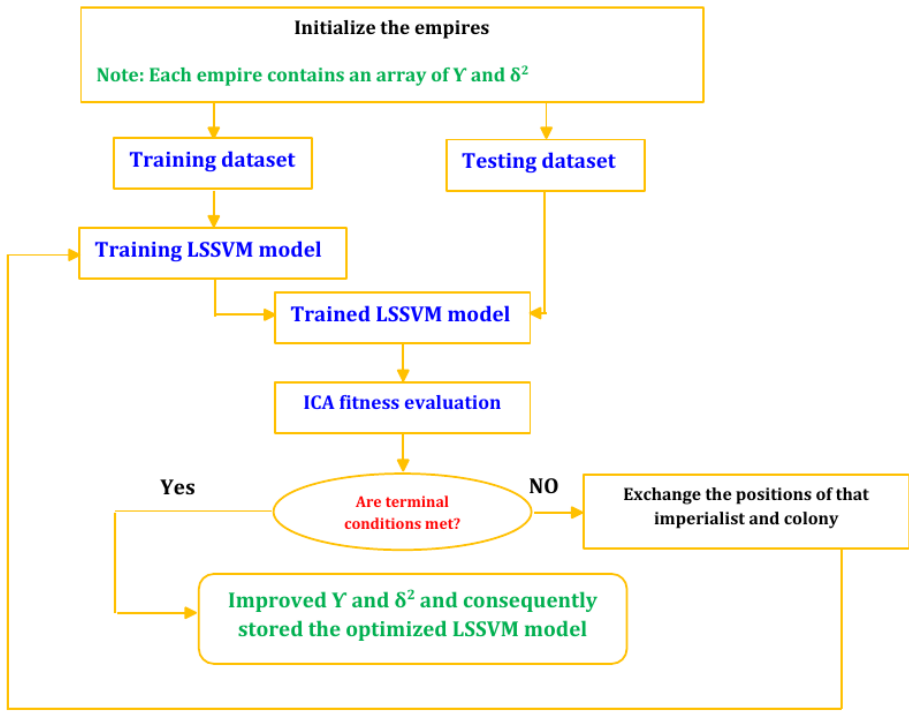 Initialize the empires
Note: Each empire contains an array of ϒ and δ²
Training dataset
Testing dataset
Training LSSVM model
Trained LSSVM model
ICA fitness evaluation
Yes
Are terminal
conditions met?
NO
Exchange the positions of that
imperialist and colony
Improved ϒ and δ² and consequently
stored the optimized LSSVM model